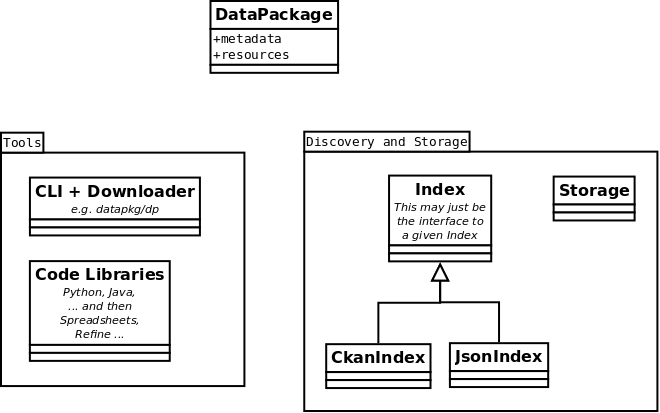 DataPackage
+metadata
+resources
Tools
CLI + Downloader
e.g. datapkg/dp
Code Libraries
Python, Java,
... and then
Spreadsheets,
Refine ...
Discovery and Storage
Index
This may just be
the interface to
a given Index
Storage
CkanIndex
JsonIndex